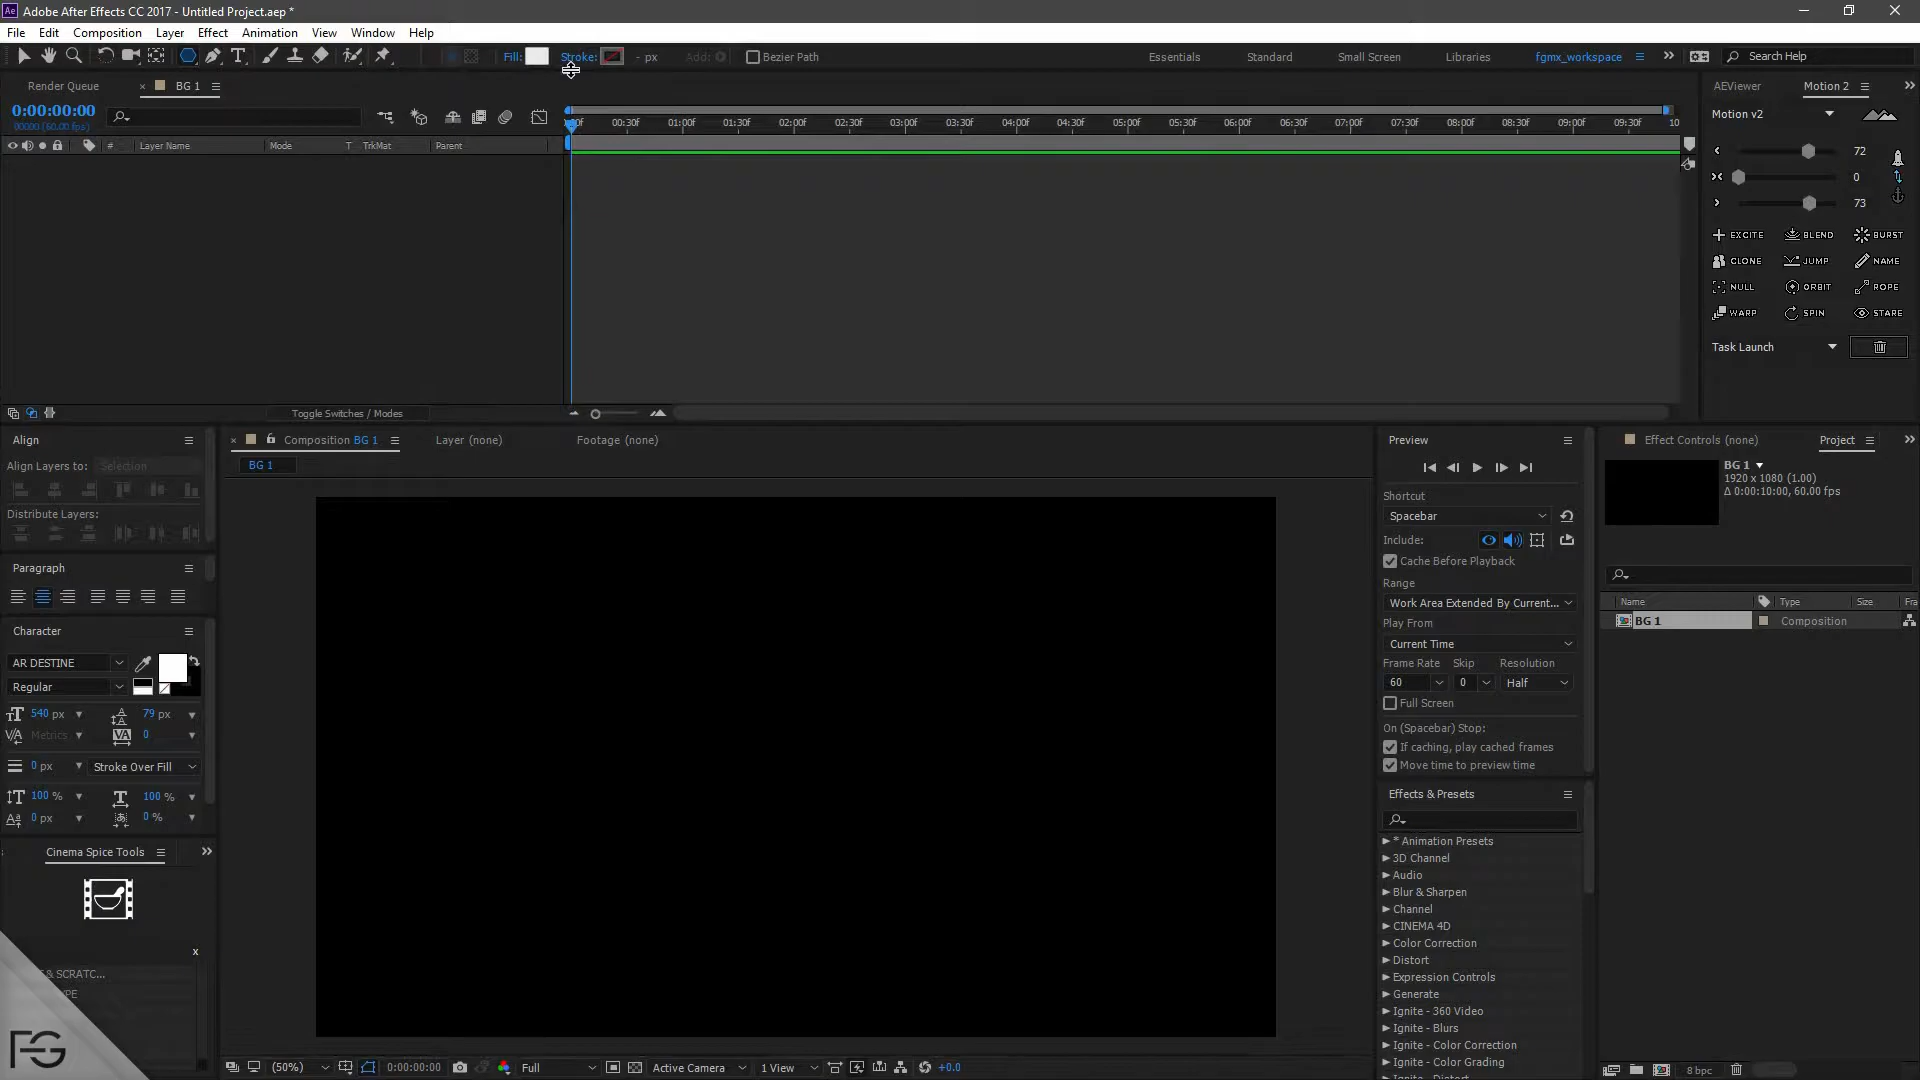 Adobe After Effects CC 2017 - Untitled Project.aep *
File Edit Composition Layer Effect Animation View Window Help
Fill: Stroke: - px Add: Bezier Path Essentials Standard Small Screen Libraries fgmx_workspace Search Help
Render Queue BG 1
0:00:00:00
00000 (60.00 fps)
00:30f 01:00f 01:30f 02:00f 02:30f 03:00f 03:30f 04:00f 04:30f 05:00f 05:30f 06:00f 06:30f 07:00f 07:30f 08:00f 08:30f 09:00f 09:30f 10
# Layer Name Mode T TrkMat Parent
Toggle Switches / Modes
AEViewer Motion 2
Motion v2
72
0
73
EXCITE BLEND BURST
CLONE JUMP NAME
NULL ORBIT ROPE
WARP SPIN STARE
Task Launch
Align
Align Layers to: Selection
Distribute Layers:
Paragraph
Character
AR DESTINE
Regular
540 px 79 px
Metrics 0
0 px Stroke Over Fill
100 % 100 %
0 px 0 %
Cinema Spice Tools
x
& SCRATC...
FG
Composition BG 1 Layer (none) Footage (none)
BG 1
(50%) 0:00:00:00 Full Active Camera 1 View +0.0
Preview
Shortcut
Spacebar
Include:
Cache Before Playback
Range
Work Area Extended By Current...
Play From
Current Time
Frame Rate Skip Resolution
60 0 Half
Full Screen
On (Spacebar) Stop:
If caching, play cached frames
Move time to preview time
Effects & Presets
* Animation Presets
3D Channel
Audio
Blur & Sharpen
Channel
CINEMA 4D
Color Correction
Distort
Expression Controls
Generate
Ignite - 360 Video
Ignite - Blurs
Ignite - Color Correction
Ignite - Color Grading
Effect Controls (none) Project
BG 1
1920 x 1080 (1.00)
Δ 0:00:10:00, 60.00 fps
Name Type Size Fra
BG 1 Composition
8 bpc